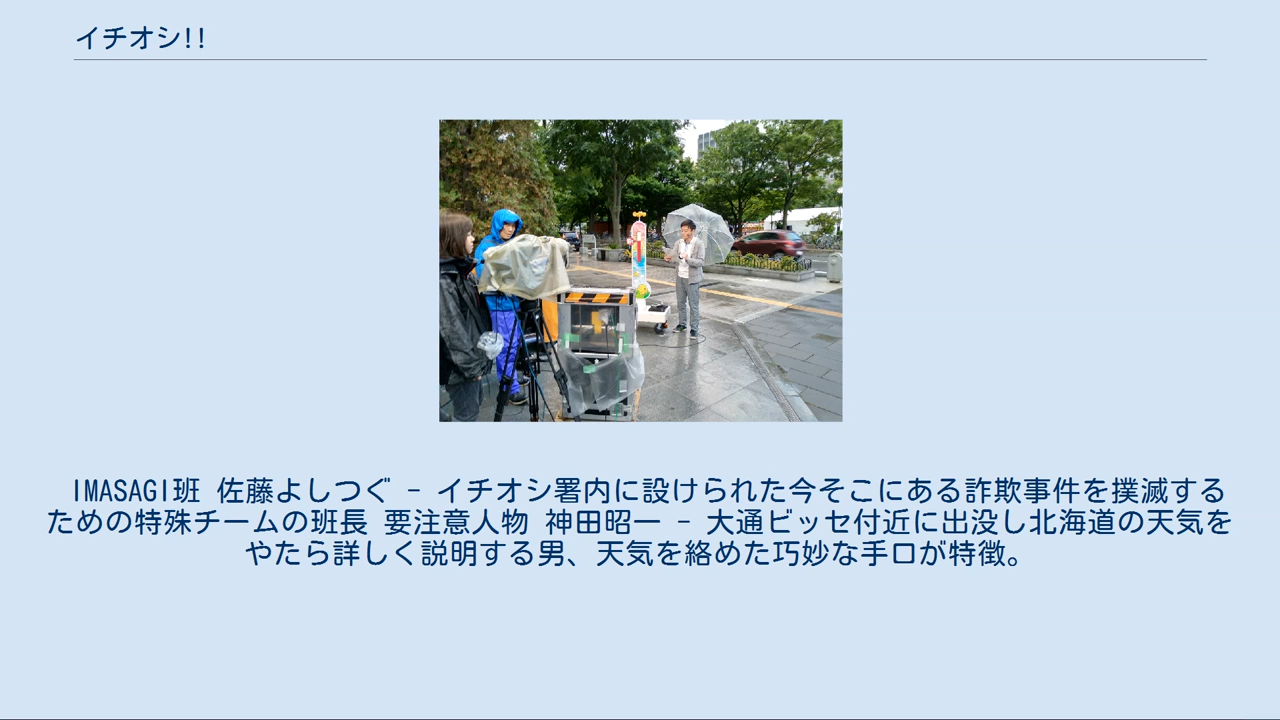 イチオシ!!
IMASAGI班 佐藤よしつぐ - イチオシ署内に設けられた今そこにある詐欺事件を撲滅する
ための特殊チームの班長 要注意人物 神田昭一 - 大通ビッセ付近に出没し北海道の天気を
やたら詳しく説明する男、天気を絡めた巧妙な手口が特徴。